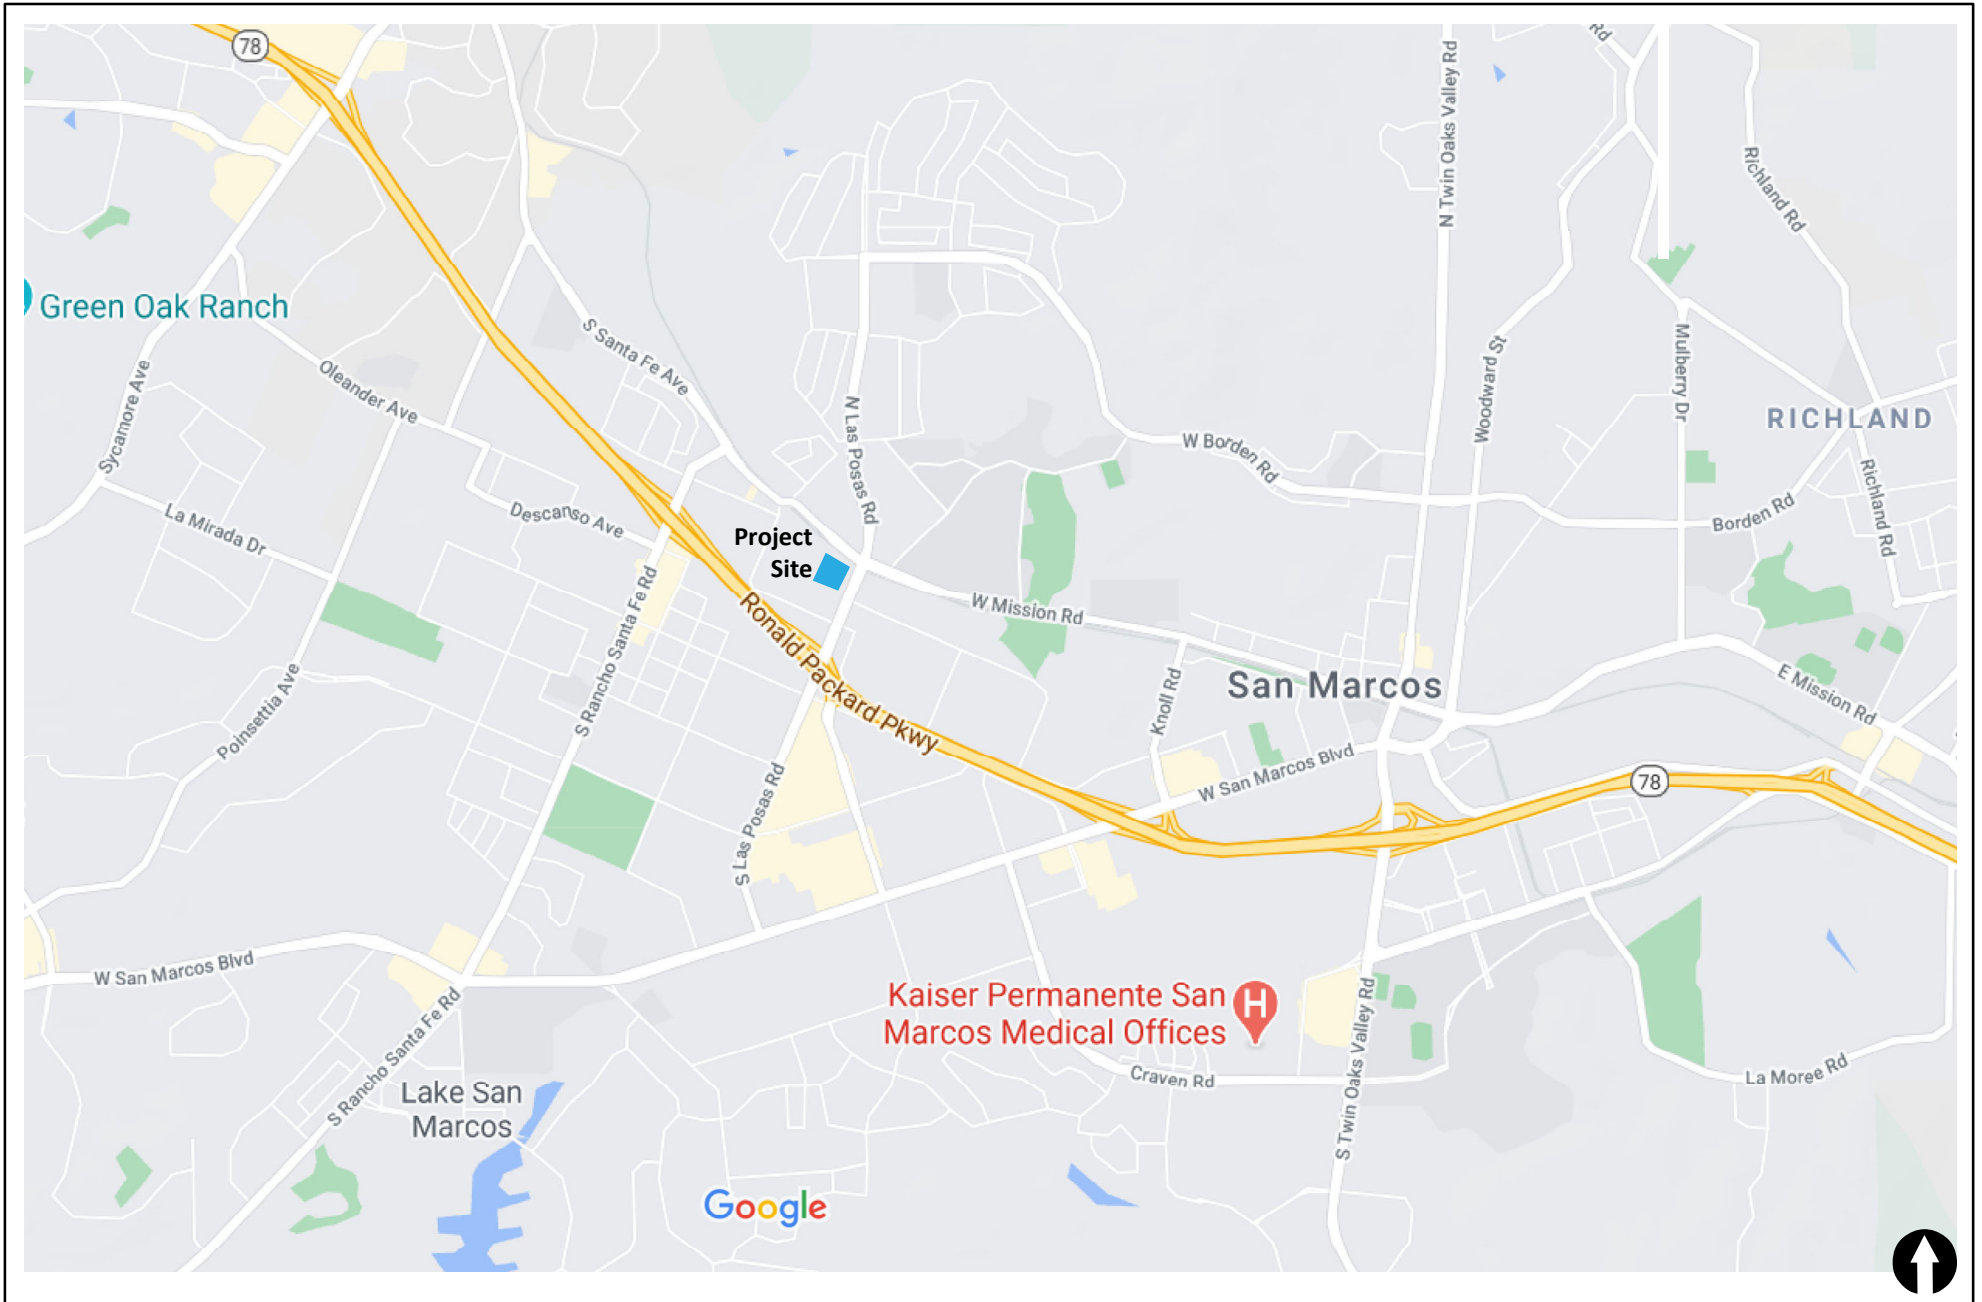 78
Rd
N Twin Oaks Valley Rd
Richland Rd
Green Oak Ranch
S Santa Fe Ave
Oleander Ave
Sycamore Ave
N Las Posas Rd
Woodward St
Mulberry Dr
RICHLAND
W Borden Rd
Richland Rd
Borden Rd
La Mirada Dr
Descanso Ave
Project
Site
S Rancho Santa Fe Rd
Ronald Packard Pkwy
W Mission Rd
Knoll Rd
San Marcos
E Mission Rd
Poinsettia Ave
S Las Posas Rd
W San Marcos Blvd
78
W San Marcos Blvd
S Rancho Santa Fe Rd
Kaiser Permanente San
Marcos Medical Offices
H
S Twin Oaks Valley Rd
Craven Rd
La Moree Rd
Lake San
Marcos
Google